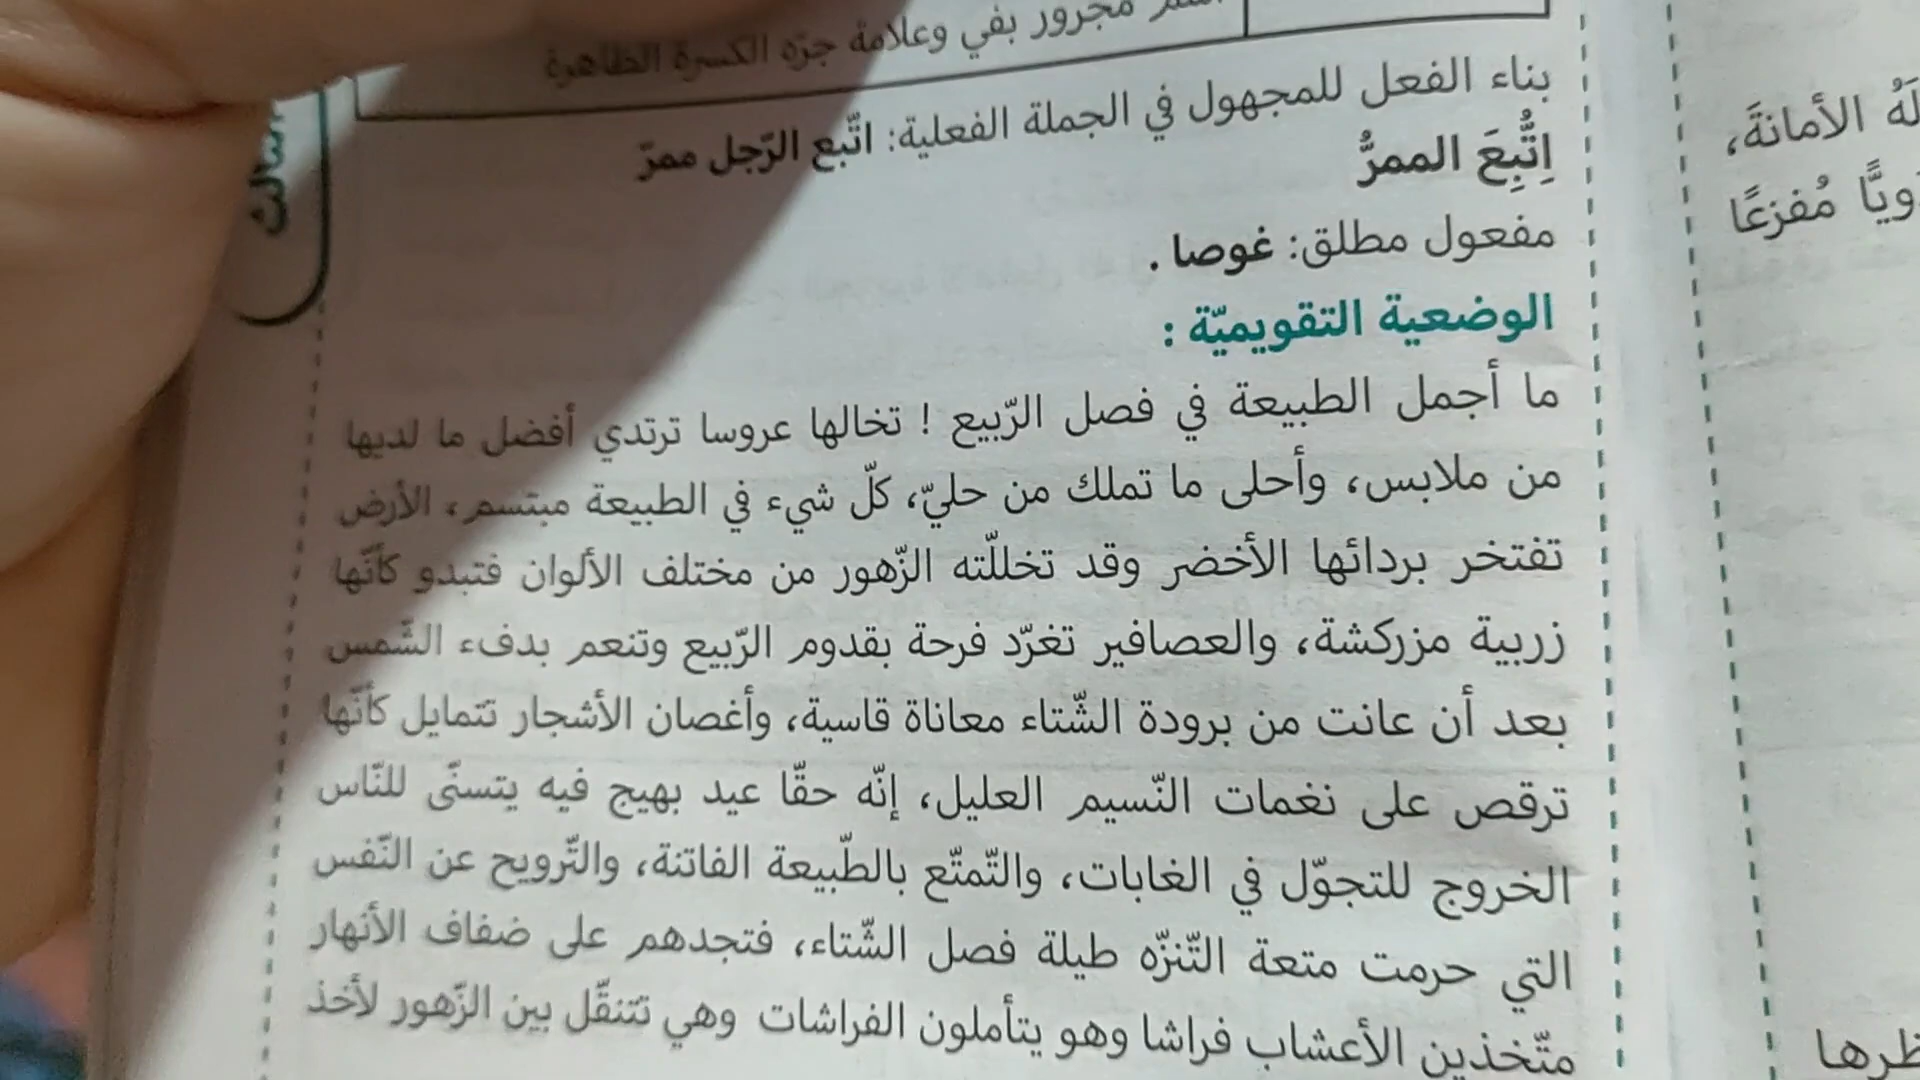 اسم مجرور بفي وعلامة جرّه الكسرة الظاهرة
بناء الفعل للمجهول في الجملة الفعلية: اتّبع الرّجل ممرّ
اِتُّبِعَ الممرُّ
مفعول مطلق: غوصا .
الوضعية التقويميّة :
ما أجمل الطبيعة في فصل الرّبيع ! تخالها عروسا ترتدي أفضل ما لديها
من ملابس، وأحلى ما تملك من حليّ، كلّ شيء في الطبيعة مبتسم، الأرض
تفتخر بردائها الأخضر وقد تخللّته الزّهور من مختلف الألوان فتبدو كأنّها
زربية مزركشة، والعصافير تغرّد فرحة بقدوم الرّبيع وتنعم بدفء الشّمس
بعد أن عانت من برودة الشّتاء معاناة قاسية، وأغصان الأشجار تتمايل كأنّها
ترقص على نغمات النّسيم العليل، إنّه حقّا عيد بهيج فيه يتسنّى للنّاس
الخروج للتجوّل في الغابات، والتّمتّع بالطّبيعة الفاتنة، والتّرويح عن النّفس
التي حرمت متعة التّنزّه طيلة فصل الشّتاء، فتجدهم على ضفاف الأنهار
متّخذين الأعشاب فراشا وهو يتأملون الفراشات وهي تتنقّل بين الزّهور لأخذ
لَهُ الأمانةَ،
مُفزعًا